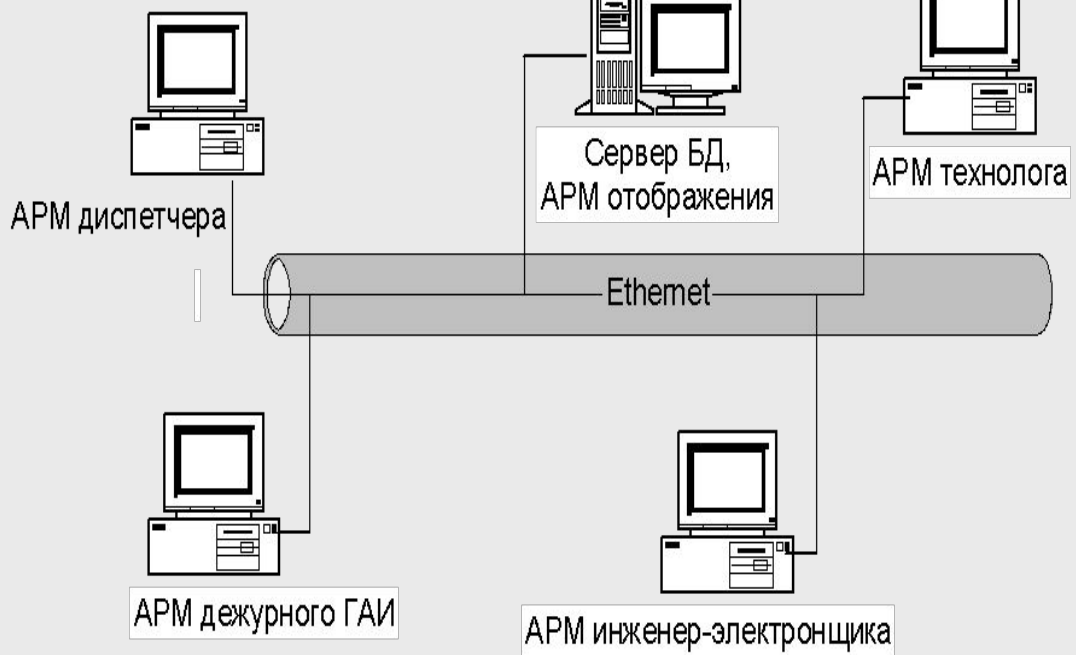 Сервер БД,
АРМ отображения
АРМ технолога
АРМ диспетчера
Ethernet
АРМ дежурного ГАИ
АРМ инженер-электронщика